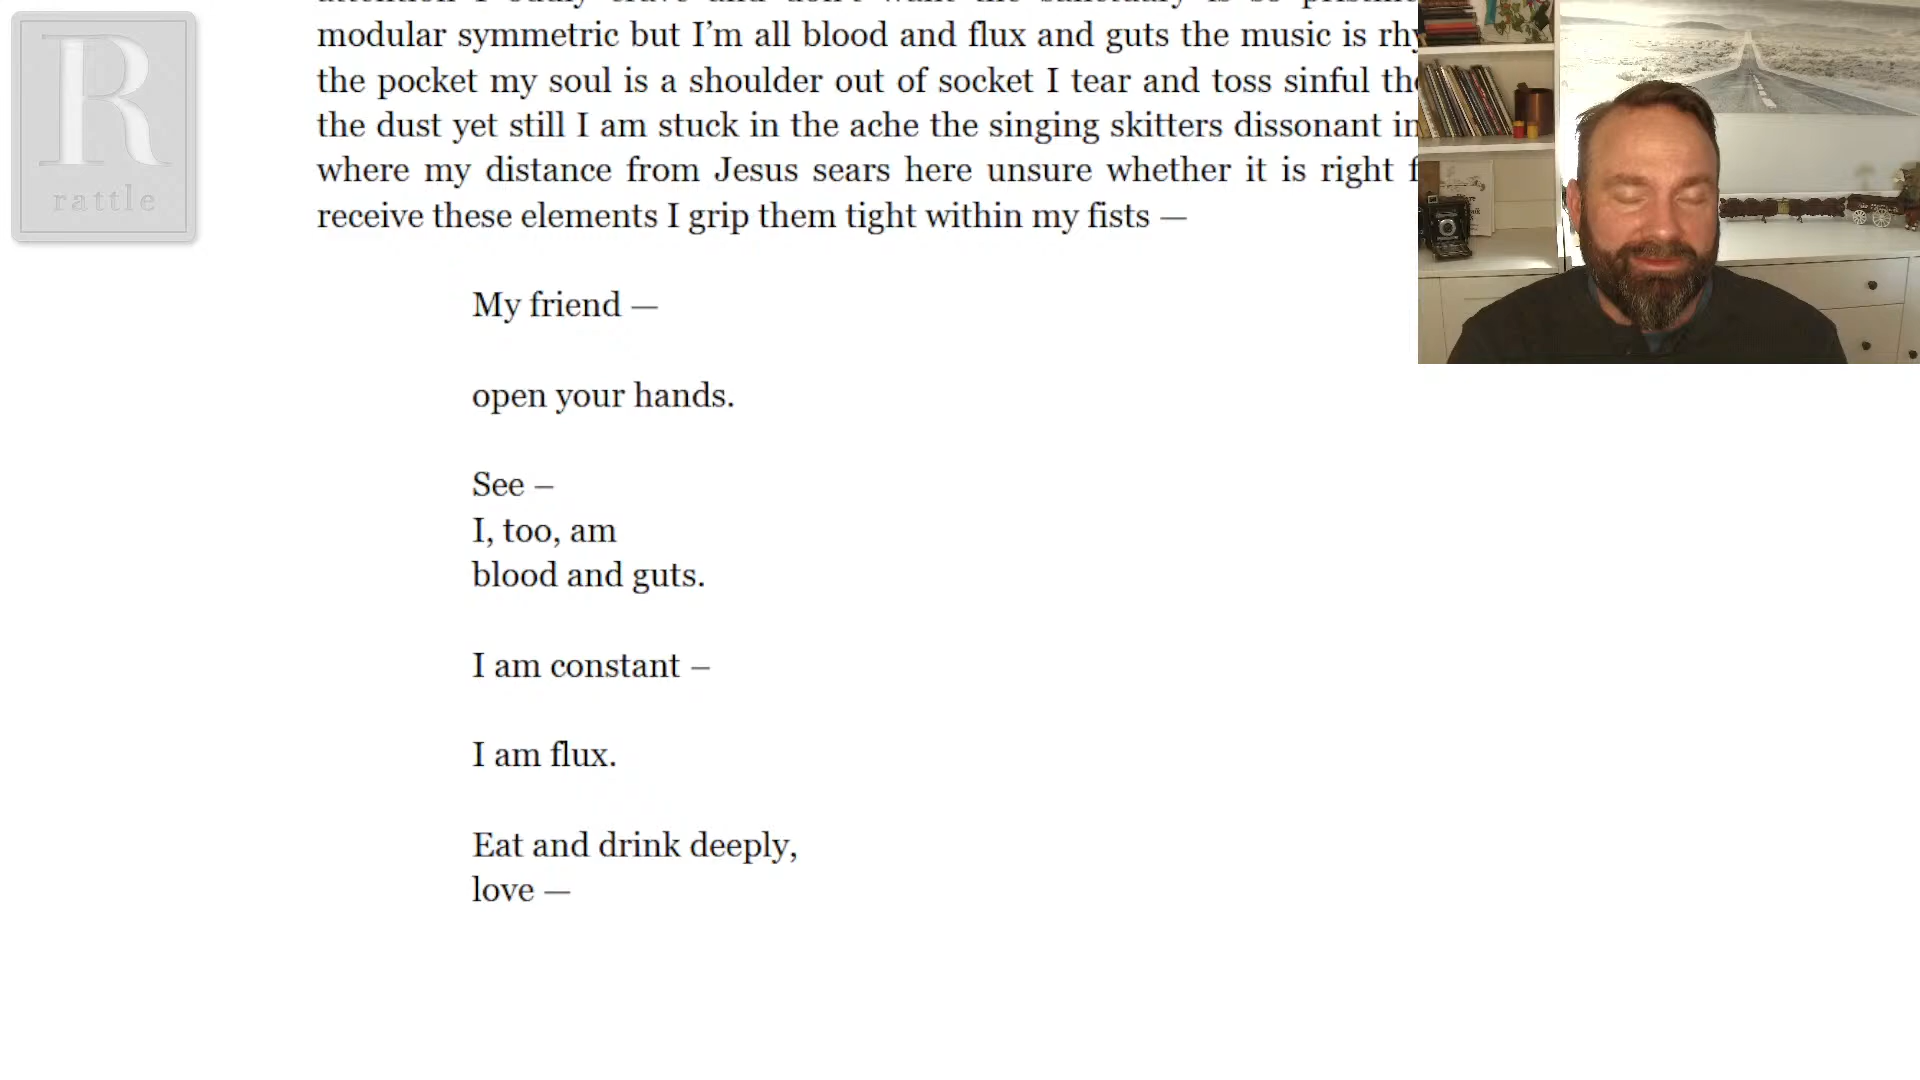 R
rattle
modular symmetric but I’m all blood and flux and guts the music is
the pocket my soul is a shoulder out of socket I tear and toss sinful
the dust yet still I am stuck in the ache the singing skitters dissonant
where my distance from Jesus sears here unsure whether it is right
receive these elements I grip them tight within my fists —
My friend —
open your hands.
See –
I, too, am
blood and guts.
I am constant –
I am flux.
Eat and drink deeply,
love —